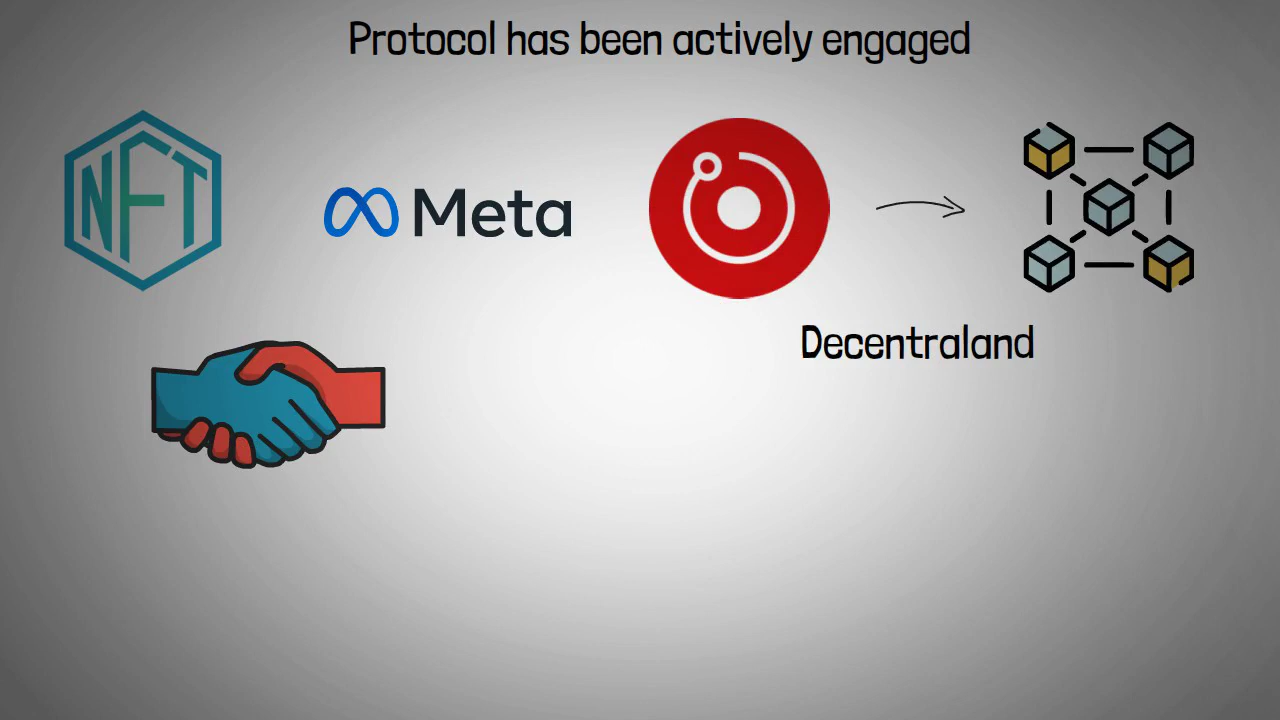 Protocol has been actively engaged
NFT
Meta
Decentraland